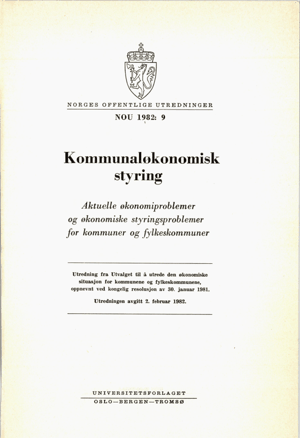 NORGES OFFENTLIGE UTREDNINGER
NOU 1982: 9
Kommunaløkonomisk
styring
Aktuelle økonomiproblemer
og økonomiske styringsproblemer
for kommuner og fylkeskommuner
Utredning fra Utvalget til å utrede den økonomiske
situasjon for kommunene og fylkeskommunene,
oppnevnt ved kongelig resolusjon av 30. januar 1981.
Utredningen avgitt 2. februar 1982.
UNIVERSITETSFORLAGET
OSLO—BERGEN—TROMSØ